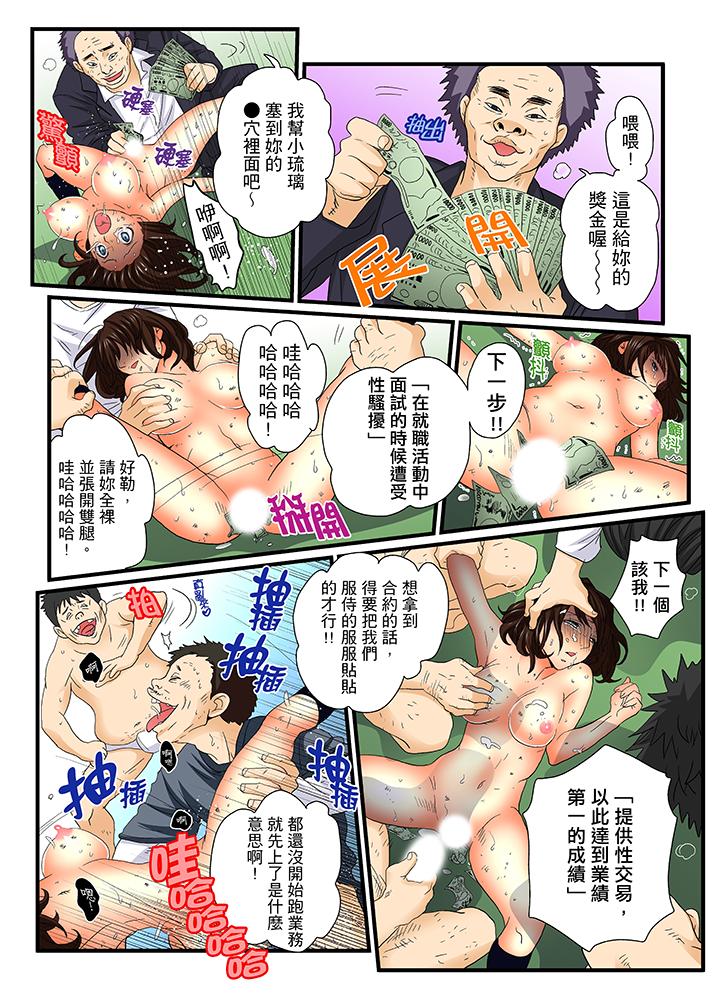 喂喂！
這是給妳的
獎金喔～～
抽出
展
開
我幫小琉璃
塞到妳的
●穴裡面吧～
硬塞
硬塞
驚顫
咿啊啊！
顫抖
顫抖
下一步！！
「在就職活動中
面試的時候遭受
性騷擾」
哇哈哈哈
哈哈哈哈！
掰開
好勒，
請妳全裸
並張開雙腿。
哇哈哈哈哈！
下一個
該我！！
想拿到
合約的話，
得要把我們
服侍的服服貼貼
的才行！！
「提供性交易，
以此達到業績
第一的成績」
抽插
抽插
抽插
抽插
拍
啊
啊
嗯
都還沒開始跑業務
就先上了是什麼
意思啊！
哇哈哈哈哈